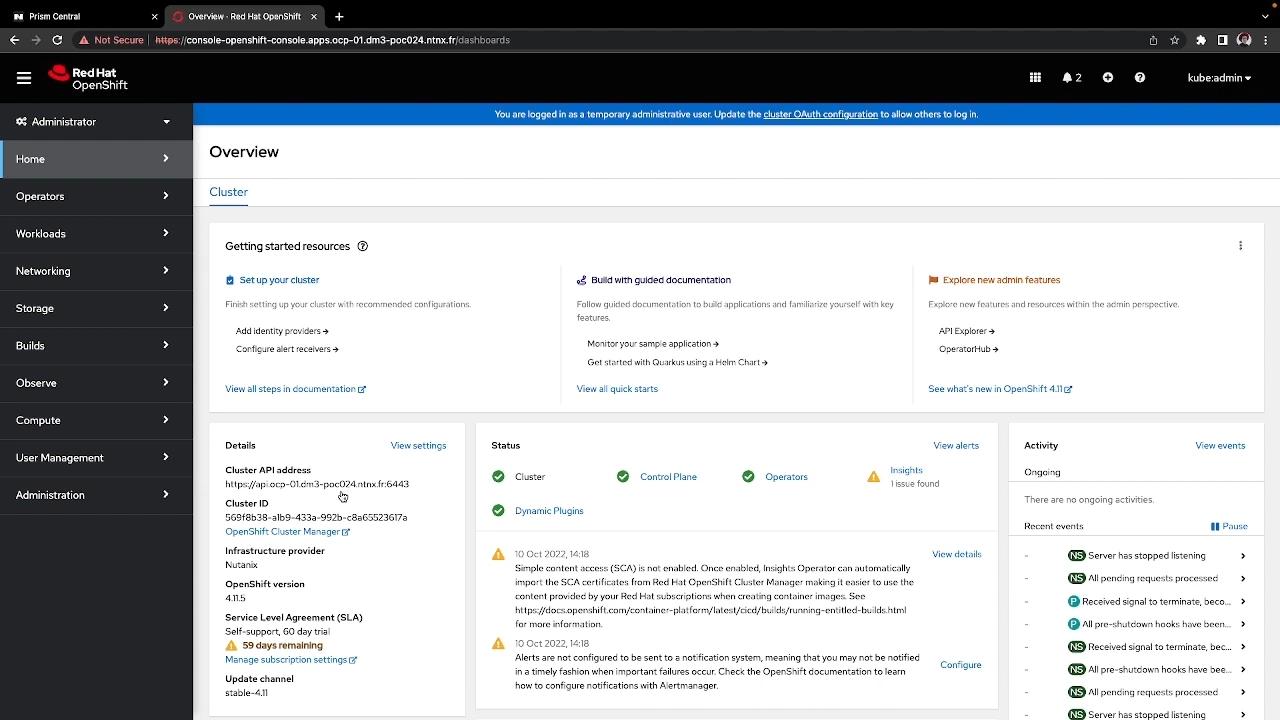 Prism Central
Overview · Red Hat OpenShift
Not Secure
https://console-openshift-console.apps.ocp-01.dm3-poc024.ntnx.fr/dashboards
Red Hat
OpenShift
2
kube:admin
Administrator
Home
Operators
Workloads
Networking
Storage
Builds
Observe
Compute
User Management
Administration
You are logged in as a temporary administrative user. Update the cluster OAuth configuration to allow others to log in.
Overview
Cluster
Getting started resources
Set up your cluster
Finish setting up your cluster with recommended configurations.
Add identity providers
Configure alert receivers
View all steps in documentation
Build with guided documentation
Follow guided documentation to build applications and familiarize yourself with key
features.
Monitor your sample application
Get started with Quarkus using a Helm Chart
View all quick starts
Explore new admin features
Explore new features and resources within the admin perspective.
API Explorer
OperatorHub
See what's new in OpenShift 4.11
Details
View settings
Cluster API address
https://api.ocp-01.dm3-poc024.ntnx.fr:6443
Cluster ID
569f8b38-a1b9-433a-992b-c8a65523617a
OpenShift Cluster Manager
Infrastructure provider
Nutanix
OpenShift version
4.11.5
Service Level Agreement (SLA)
Self-support, 60 day trial
59 days remaining
Manage subscription settings
Update channel
stable-4.11
Status
View alerts
Cluster
Control Plane
Operators
Insights
1 issue found
Dynamic Plugins
10 Oct 2022, 14:18
View details
Simple content access (SCA) is not enabled. Once enabled, Insights Operator can automatically
import the SCA certificates from Red Hat OpenShift Cluster Manager making it easier to use the
content provided by your Red Hat subscriptions when creating container images. See
https://docs.openshift.com/container-platform/latest/cicd/builds/running-entitled-builds.html
for more information.
10 Oct 2022, 14:18
Alerts are not configured to be sent to a notification system, meaning that you may not be notified
in a timely fashion when important failures occur. Check the OpenShift documentation to learn
how to configure notifications with Alertmanager.
Configure
Activity
View events
Ongoing
There are no ongoing activities.
Recent events
Pause
- NS Server has stopped listening
- NS All pending requests processed
- P Received signal to terminate, beco...
- P All pre-shutdown hooks have been...
- NS Received signal to terminate, bec...
- NS All pre-shutdown hooks have bee...
- NS All pending requests processed
- NS Server has stopped listening